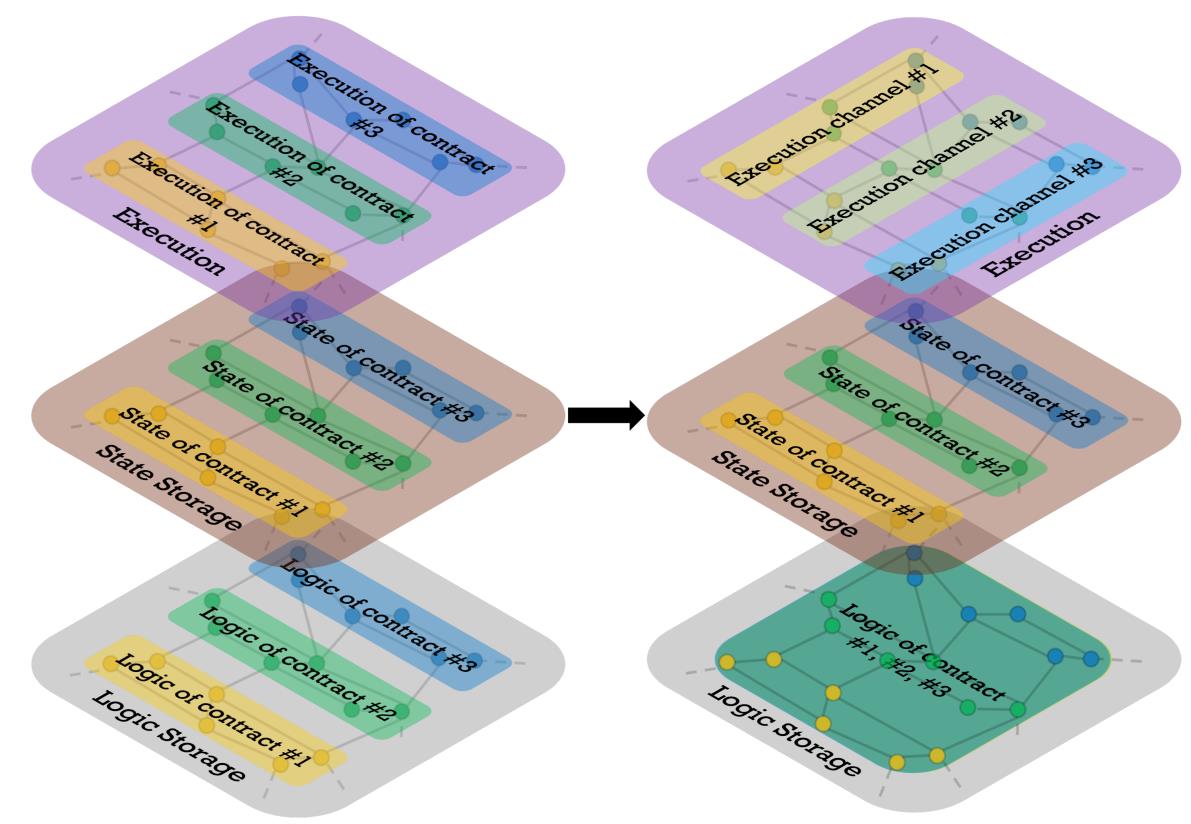 Execution of contract
#3
Execution of contract
#2
Execution of contract
#1
Execution
State of contract #3
State of contract #2
State of contract #1
State Storage
Logic of contract #3
Logic of contract #2
Logic of contract #1
Logic Storage
Execution channel #1
Execution channel #2
Execution channel #3
Execution
State of contract #3
State of contract #2
State of contract #1
State Storage
Logic of contract
#1, #2, #3
Logic Storage